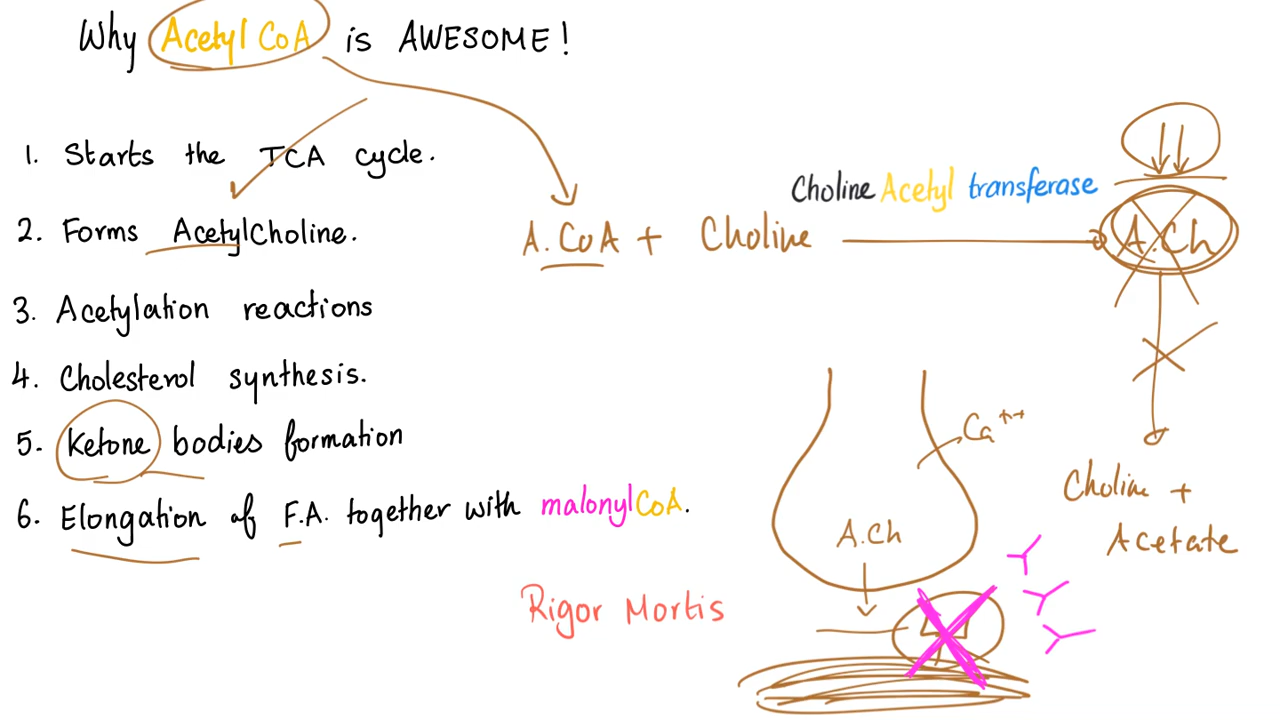 Why Acetyl CoA is AWESOME!
1. Starts the TCA cycle.
2. Forms AcetylCholine.
3. Acetylation reactions
4. Cholesterol synthesis.
5. Ketone bodies formation
6. Elongation of F.A. together with malonylCoA.
Choline Acetyl transferase
A.CoA + Choline
A.Ch
Ca++
Choline +
Acetate
A.Ch
Rigor Mortis